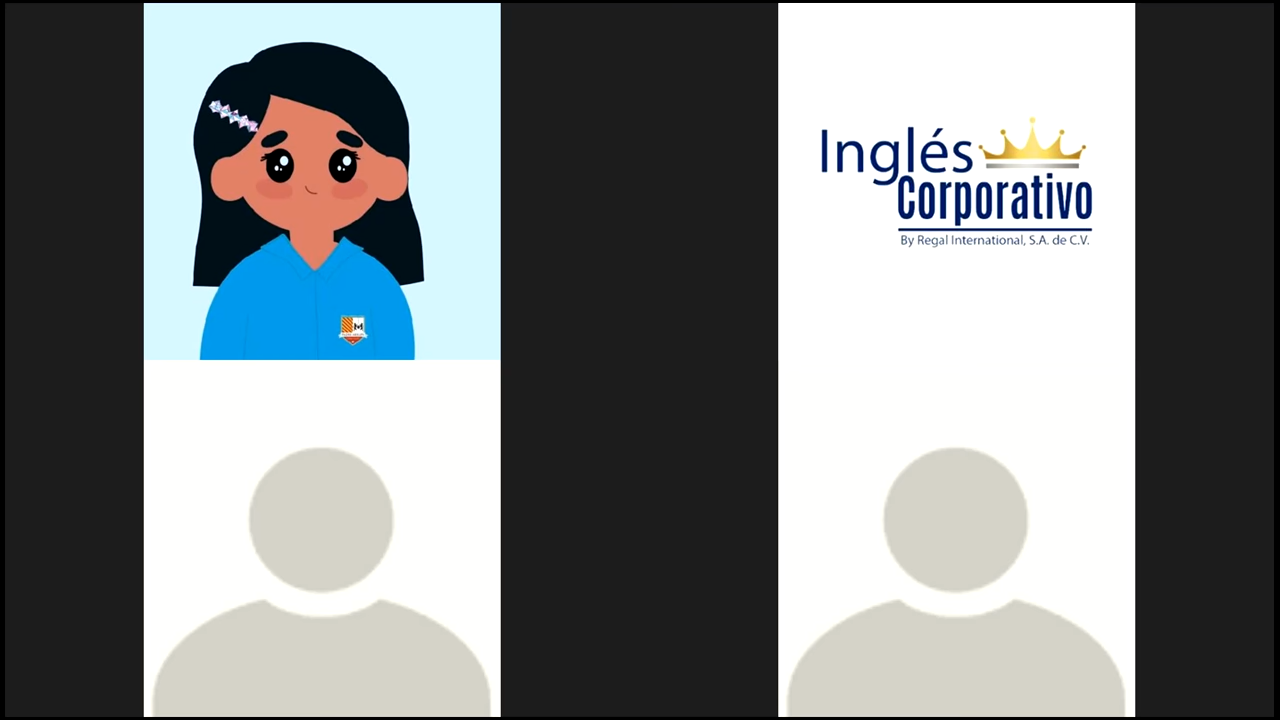 Inglés
Corporativo
By Regal International, S.A. de C.V.
M